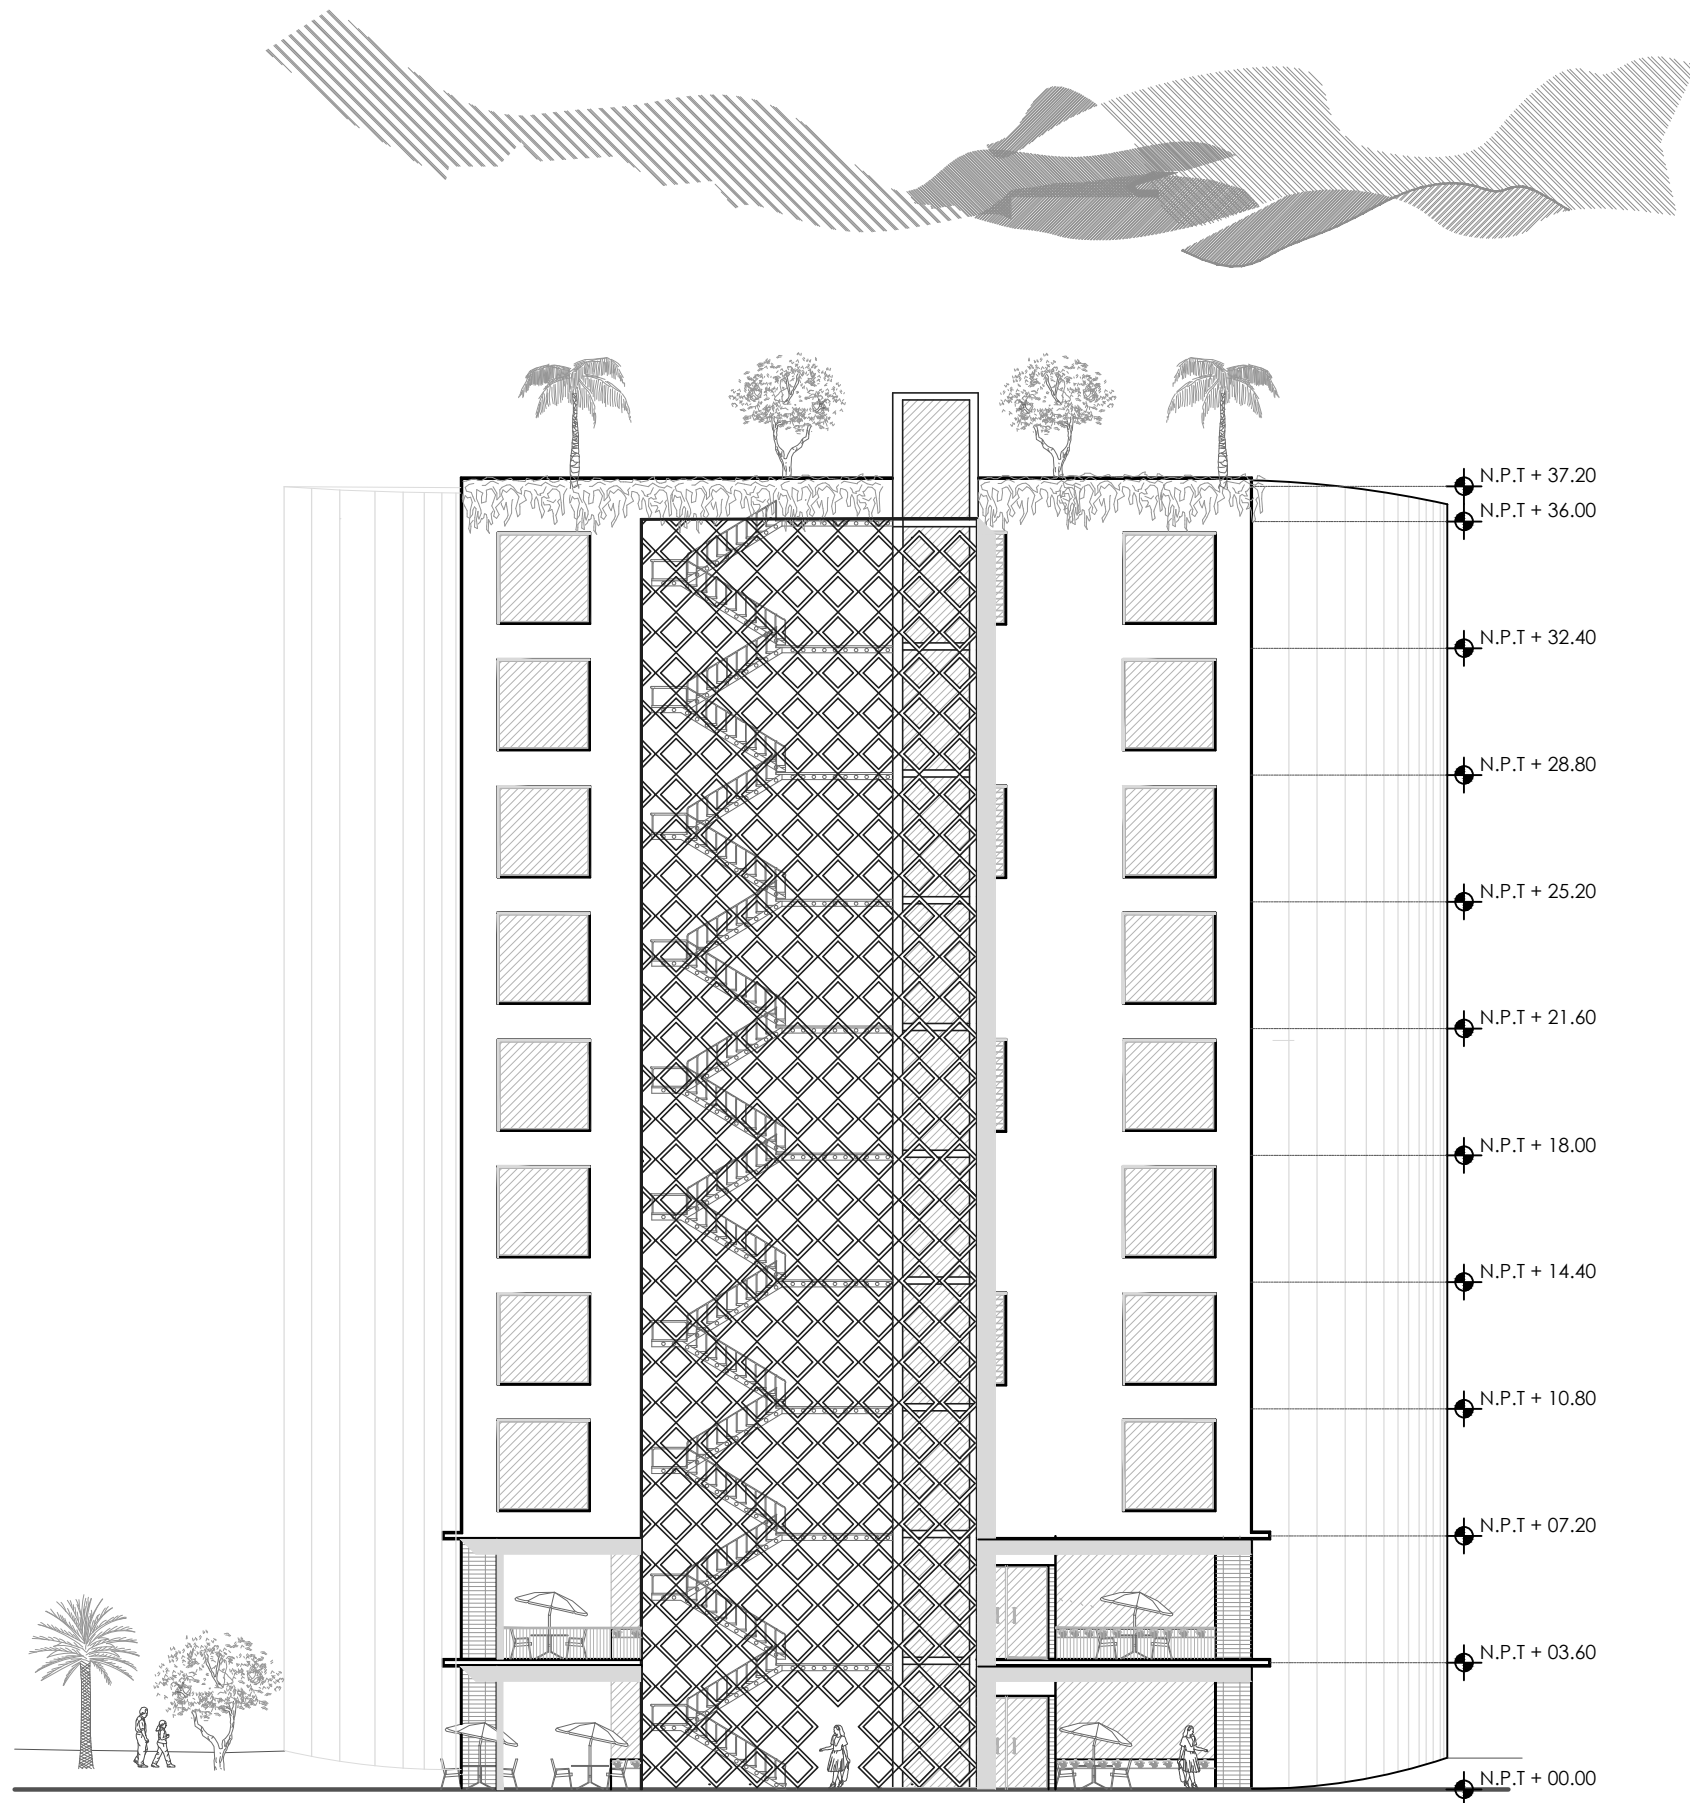 N.P.T + 37.20
N.P.T + 36.00
N.P.T + 32.40
N.P.T + 28.80
N.P.T + 25.20
N.P.T + 21.60
N.P.T + 18.00
N.P.T + 14.40
N.P.T + 10.80
N.P.T + 07.20
N.P.T + 03.60
N.P.T + 00.00